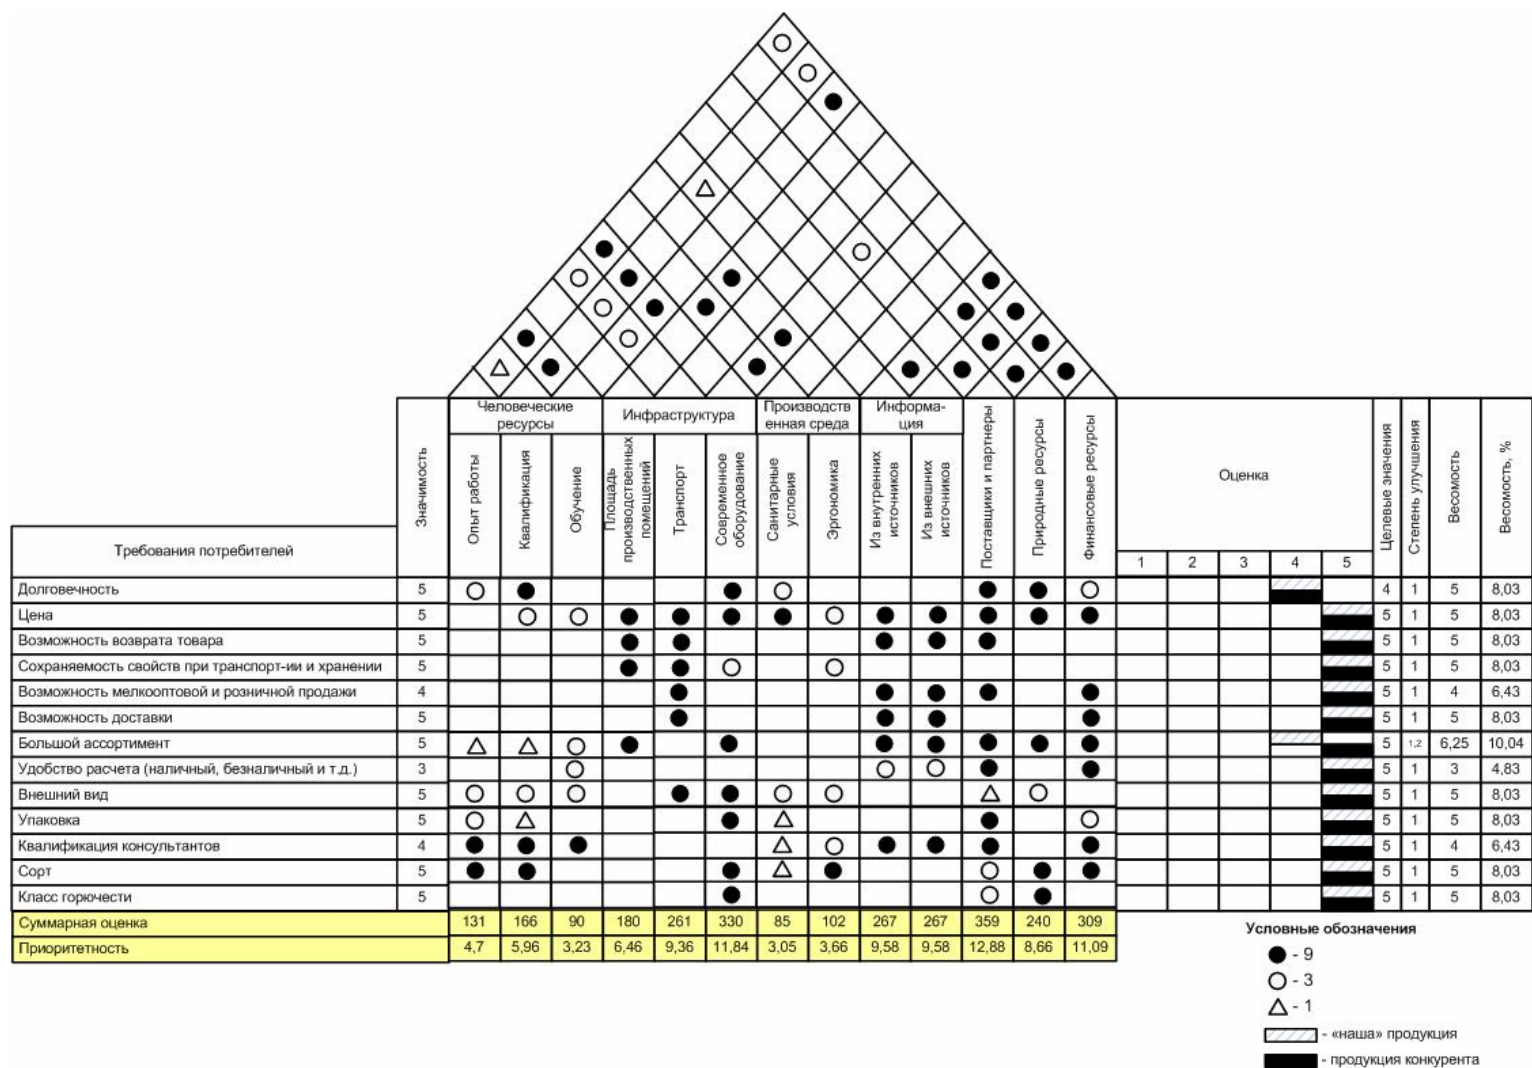 Требования потребителей
Значимость
Человеческие
ресурсы
Инфраструктура
Производств
енная среда
Информа-
ция
Опыт работы
Квалификация
Обучение
Площадь
производственных
помещений
Транспорт
Современное
оборудование
Санитарные
условия
Эргономика
Из внутренних
источников
Из внешних
источников
Поставщики и партнеры
Природные ресурсы
Финансовые ресурсы
Оценка
1 2 3 4 5
Целевые значения
Степень улучшения
Весомость
Весомость, %
Долговечность 5 4 1 5 8,03
Цена 5 5 1 5 8,03
Возможность возврата товара 5 5 1 5 8,03
Сохраняемость свойств при транспорт-ии и хранении 5 5 1 5 8,03
Возможность мелкооптовой и розничной продажи 4 5 1 4 6,43
Возможность доставки 5 5 1 5 8,03
Большой ассортимент 5 5 1,2 6,25 10,04
Удобство расчета (наличный, безналичный и т.д.) 3 5 1 3 4,83
Внешний вид 5 5 1 5 8,03
Упаковка 5 5 1 5 8,03
Квалификация консультантов 4 5 1 4 6,43
Сорт 5 5 1 5 8,03
Класс горючести 5 5 1 5 8,03
Суммарная оценка 131 166 90 180 261 330 85 102 267 267 359 240 309
Приоритетность 4,7 5,96 3,23 6,46 9,36 11,84 3,05 3,66 9,58 9,58 12,88 8,66 11,09
Условные обозначения
- 9
- 3
- 1
- «наша» продукция
- продукция конкурента